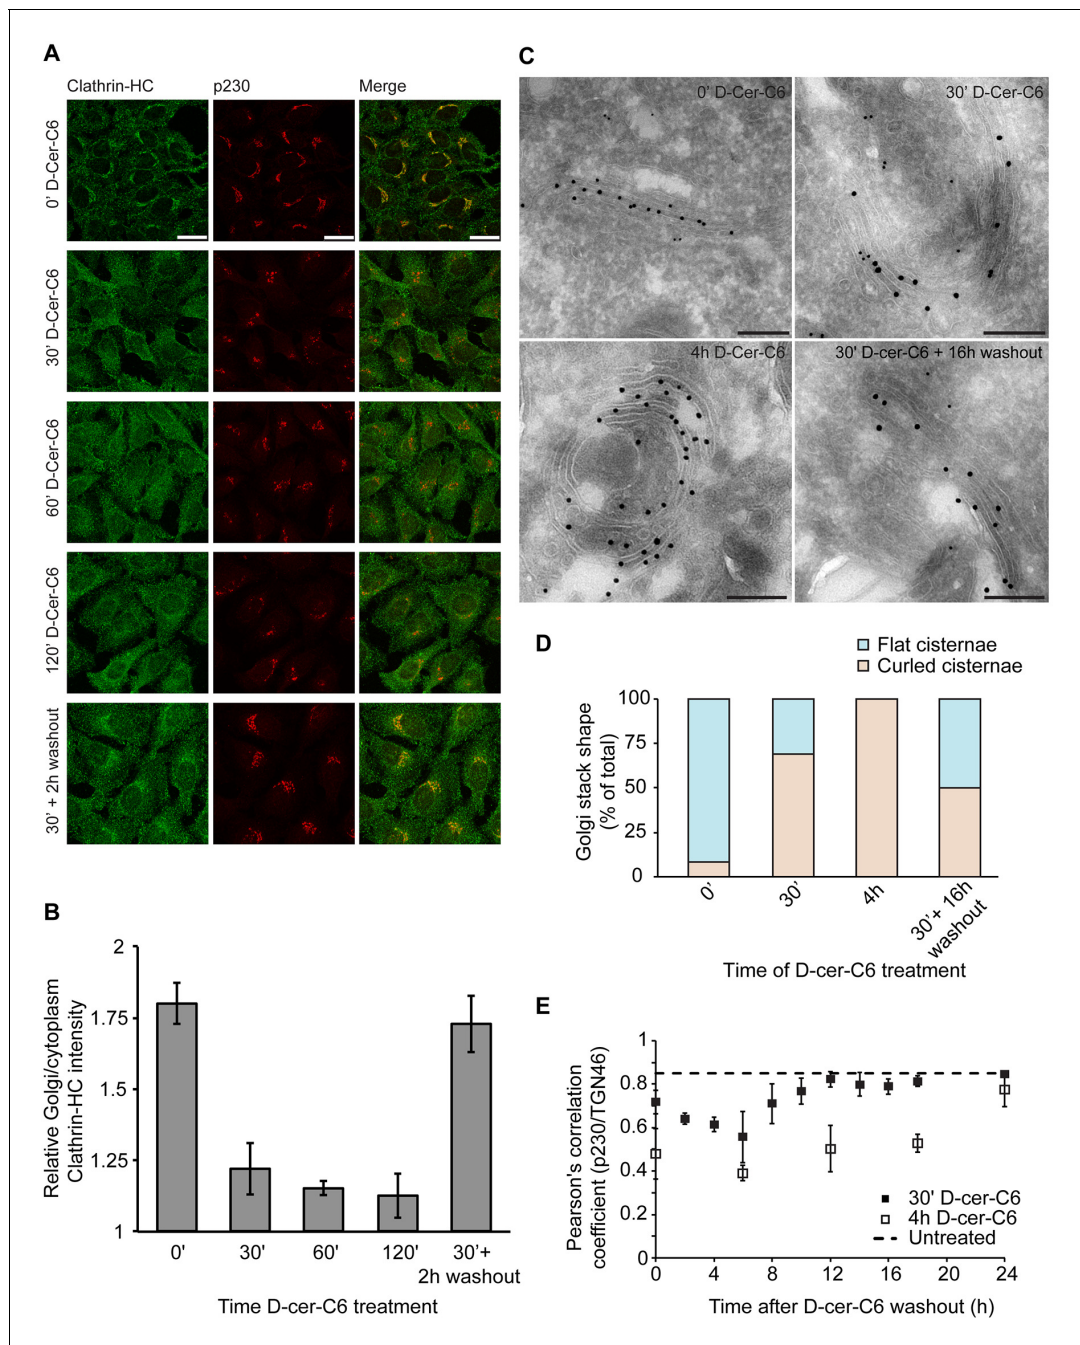 A
Clathrin-HC p230 Merge
0' D-Cer-C6
30' D-Cer-C6
60' D-Cer-C6
120' D-Cer-C6
30' + 2h washout
B
Relative Golgi/cytoplasm
Clathrin-HC intensity
2
1.75
1.5
1.25
1
0' 30' 60' 120' 30'+
2h washout
Time D-cer-C6 treatment
C
0' D-Cer-C6
30' D-Cer-C6
4h D-Cer-C6
30' D-cer-C6 + 16h washout
D
Flat cisternae
Curled cisternae
Golgi stack shape
(% of total)
100
75
50
25
0
0'
30'
4h
30'+ 16h
washout
Time of D-cer-C6 treatment
E
Pearson's correlation
coefficient (p230/TGN46)
1
0.8
0.6
0.4
0.2
0
30' D-cer-C6
4h D-cer-C6
Untreated
0 4 8 12 16 20 24
Time after D-cer-C6 washout (h)